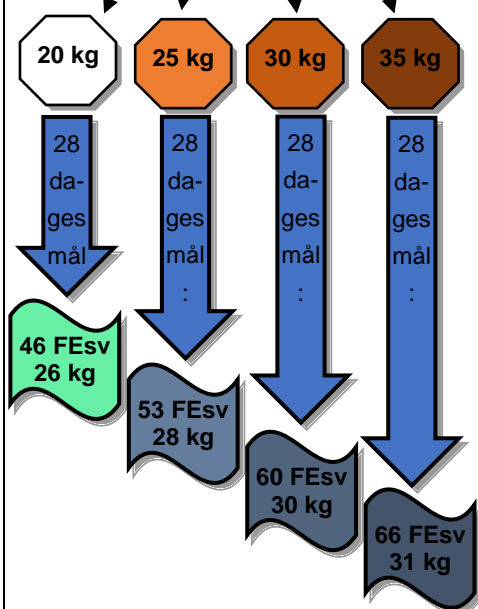 20 kg
25 kg
30 kg
35 kg
28
da-
ges
mål
28
da-
ges
mål
:
28
da-
ges
mål
:
28
da-
ges
mål
:
46 FEsv
26 kg
53 FEsv
28 kg
60 FEsv
30 kg
66 FEsv
31 kg